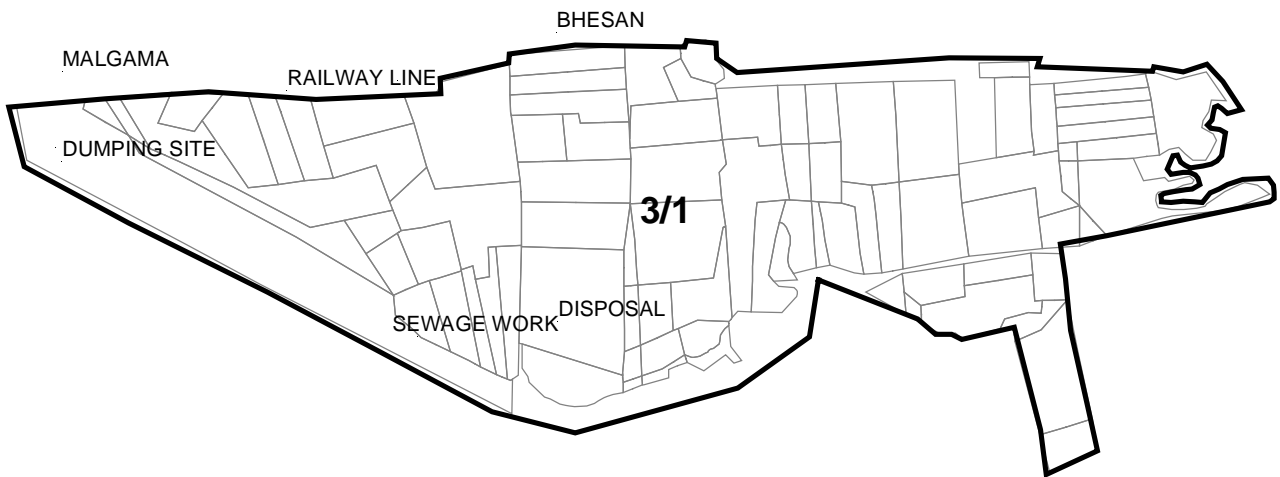 BHESAN
MALGAMA
RAILWAY LINE
DUMPING SITE
3/1
DISPOSAL
SEWAGE WORK